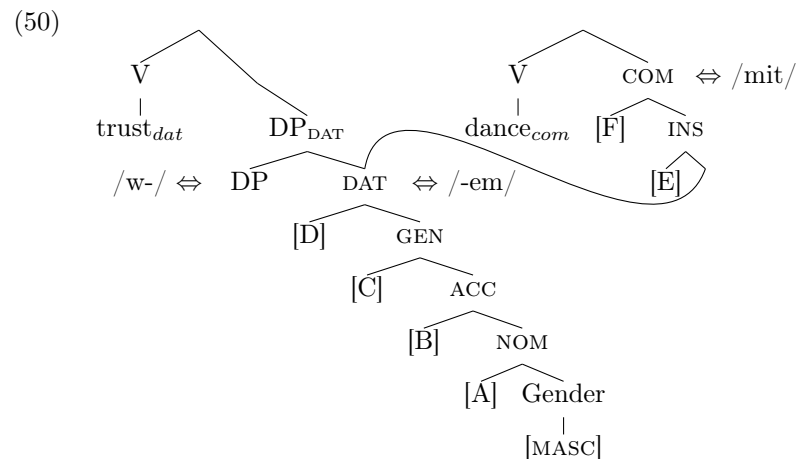 (50)
V V COM ⇔ /mit/
trust_dat DP_DAT dance_com [F] INS
/w-/ ⇔ DP DAT ⇔ /-em/ [E]
[D] GEN
[C] ACC
[B] NOM
[A] Gender
[MASC]